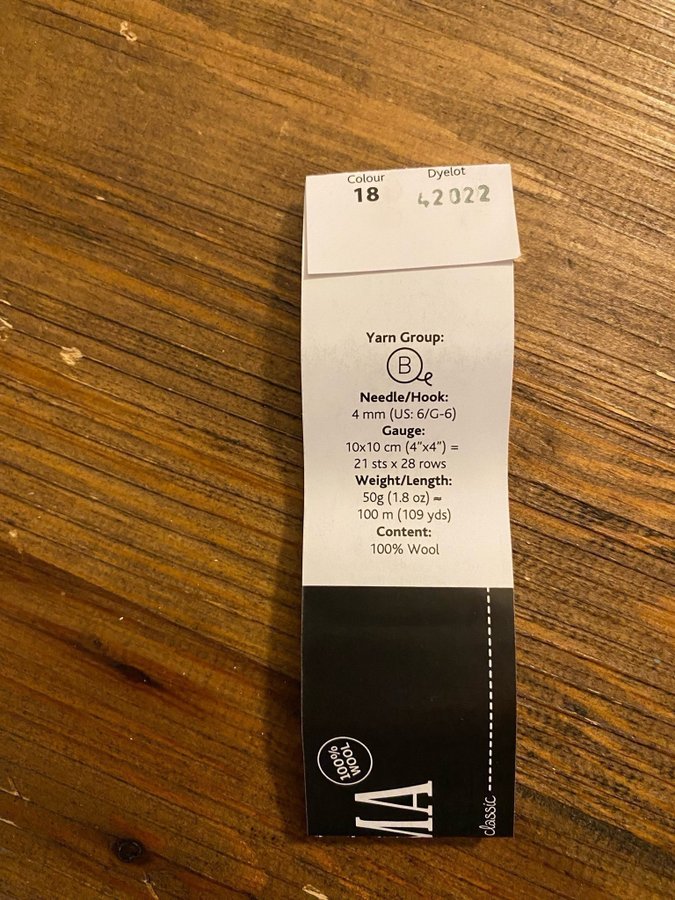 Colour Dyelot
18 42022
Yarn Group:
B
Needle/Hook:
4 mm (US: 6/G-6)
Gauge:
10x10 cm (4"x4") =
21 sts x 28 rows
Weight/Length:
50g (1.8 oz) ≈
100 m (109 yds)
Content:
100% Wool
100%
WOOL
MA
classic